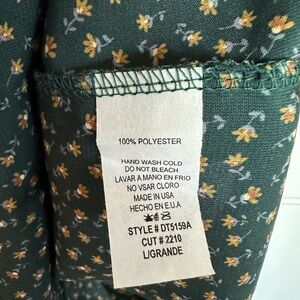 100% POLYESTER
HAND WASH COLD
DO NOT BLEACH
LAVAR A MANO EN FRIO
NO VSAR CLORO
MADE IN USA
HECHO EN E.U.A
STYLE # DT5159A
CUT # 2210
L/GRANDE